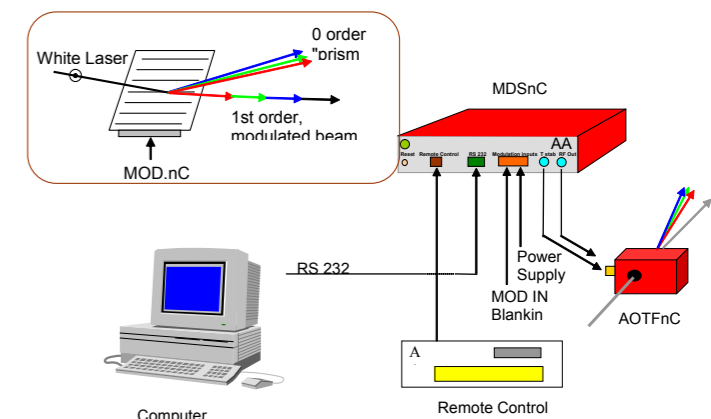 0 order
"prism
White Laser
1st order,
modulated beam
MOD.nC
MDSnC
AA
Reset Remote Control RS 232 Modulation inputs T stab RF Out
RS 232
Power
Supply
MOD IN
Blankin
AOTFnC
A
Remote Control
Computer